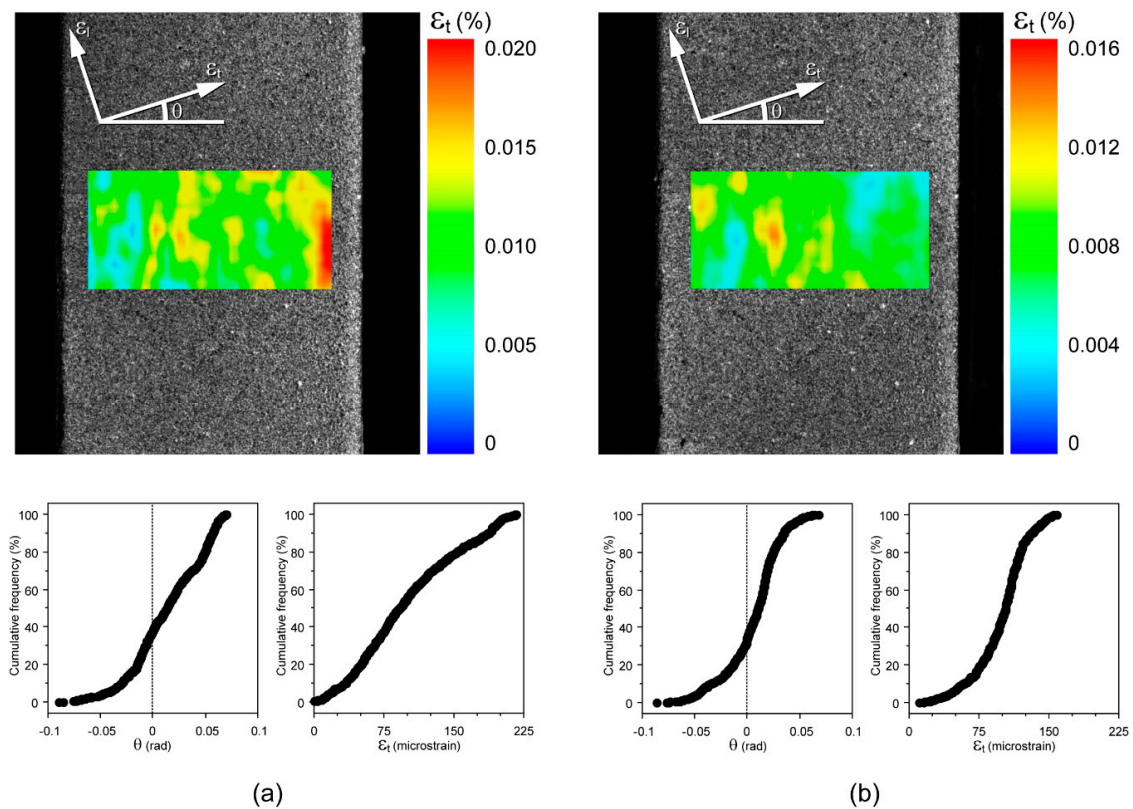 εt (%)
εl
εt
θ
0.020
0.015
0.010
0.005
0
εt (%)
εl
εt
θ
0.016
0.012
0.008
0.004
0
Cumulative frequency (%)
100
80
60
40
20
0
-0.1 -0.05 0 0.05 0.1
θ (rad)
Cumulative frequency (%)
100
80
60
40
20
0
0 75 150 225
εt (microstrain)
Cumulative frequency (%)
100
80
60
40
20
0
-0.1 -0.05 0 0.05 0.1
θ (rad)
Cumulative frequency (%)
100
80
60
40
20
0
0 75 150 225
εt (microstrain)
(a)
(b)